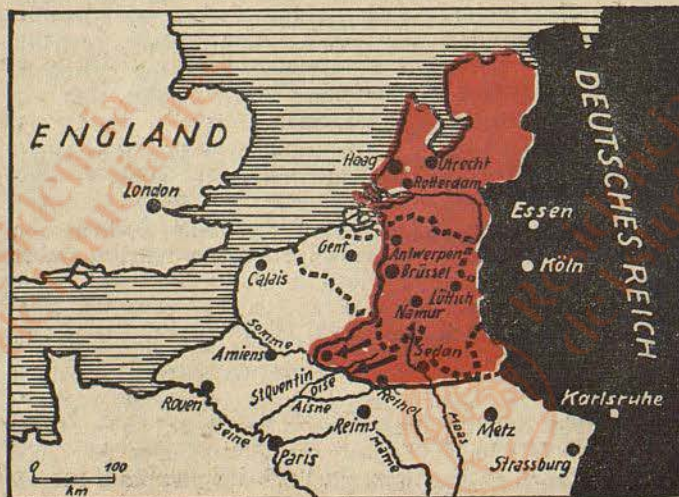 DEUTSCHES REICH
ENGLAND
Haag
Utrecht
Rotterdam
London
Essen
Gent
Antwerpen
Brüssel
Köln
Calais
Lüttich
Namur
Somme
Amiens
Sedan
St Quentin
Oise
Rethel
Karlsruhe
Rouen
Aisne
Maas
Seine
Reims
Metz
Marne
Paris
Strassburg
0 100
km